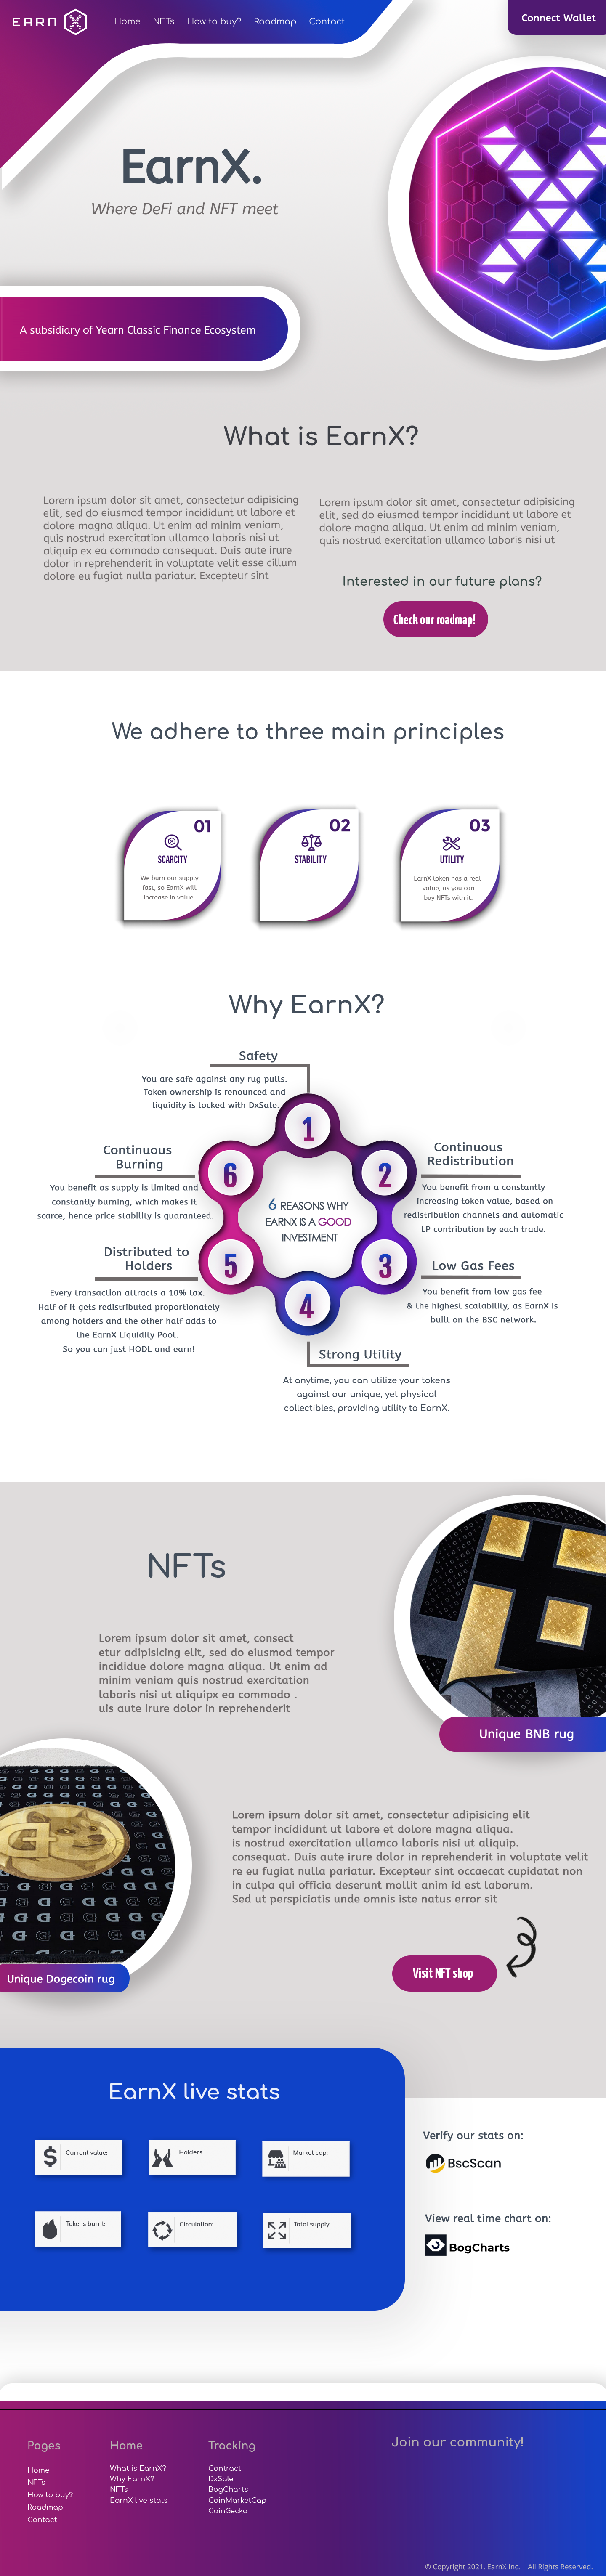 EARN
Home NFTs How to buy? Roadmap Contact
Connect Wallet
EarnX.
Where DeFi and NFT meet
A subsidiary of Yearn Classic Finance Ecosystem
What is EarnX?
Lorem ipsum dolor sit amet, consectetur adipisicing
elit, sed do eiusmod tempor incididunt ut labore et
dolore magna aliqua. Ut enim ad minim veniam,
quis nostrud exercitation ullamco laboris nisi ut
aliquip ex ea commodo consequat. Duis aute irure
dolor in reprehenderit in voluptate velit esse cillum
dolore eu fugiat nulla pariatur. Excepteur sint
Lorem ipsum dolor sit amet, consectetur adipisicing
elit, sed do eiusmod tempor incididunt ut labore et
dolore magna aliqua. Ut enim ad minim veniam,
quis nostrud exercitation ullamco laboris nisi ut
Interested in our future plans?
Check our roadmap!
We adhere to three main principles
01
SCARCITY
We burn our supply
fast, so EarnX will
increase in value.
02
STABILITY
03
UTILITY
EarnX token has a real
value, as you can
buy NFTs with it.
Why EarnX?
Safety
You are safe against any rug pulls.
Token ownership is renounced and
liquidity is locked with DxSale.
1
Continuous
Burning
You benefit as supply is limited and
constantly burning, which makes it
scarce, hence price stability is guaranteed.
6
2
Continuous
Redistribution
You benefit from a constantly
increasing token value, based on
redistribution channels and automatic
LP contribution by each trade.
6 REASONS WHY
EARNX IS A GOOD
INVESTMENT
Distributed to
Holders
Every transaction attracts a 10% tax.
Half of it gets redistributed proportionately
among holders and the other half adds to
the EarnX Liquidity Pool.
So you can just HODL and earn!
5
3
Low Gas Fees
You benefit from low gas fee
& the highest scalability, as EarnX is
built on the BSC network.
4
Strong Utility
At anytime, you can utilize your tokens
against our unique, yet physical
collectibles, providing utility to EarnX.
NFTs
Lorem ipsum dolor sit amet, consect
etur adipisicing elit, sed do eiusmod tempor
incididue dolore magna aliqua. Ut enim ad
minim veniam quis nostrud exercitation
laboris nisi ut aliquipx ea commodo .
uis aute irure dolor in reprehenderit
Unique BNB rug
Lorem ipsum dolor sit amet, consectetur adipisicing elit
tempor incididunt ut labore et dolore magna aliqua.
is nostrud exercitation ullamco laboris nisi ut aliquip.
consequat. Duis aute irure dolor in reprehenderit in voluptate velit
re eu fugiat nulla pariatur. Excepteur sint occaecat cupidatat non
in culpa qui officia deserunt mollit anim id est laborum.
Sed ut perspiciatis unde omnis iste natus error sit
Unique Dogecoin rug
Visit NFT shop
EarnX live stats
Current value:
Holders:
Market cap:
Tokens burnt:
Circulation:
Total supply:
Verify our stats on:
BscScan
View real time chart on:
BogCharts
Pages
Home
NFTs
How to buy?
Roadmap
Contact
Home
What is EarnX?
Why EarnX?
NFTs
EarnX live stats
Tracking
Contract
DxSale
BogCharts
CoinMarketCap
CoinGecko
Join our community!
© Copyright 2021, EarnX Inc. | All Rights Reserved.